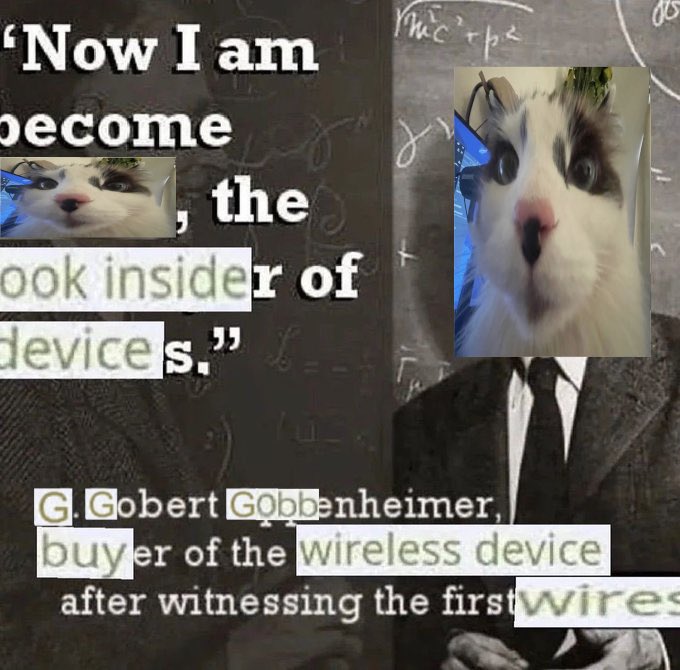 ‘Now I am
become
, the
ook insider of
devices.”
G. Gobert Gobbenheimer,
buyer of the wireless device
after witnessing the first wires